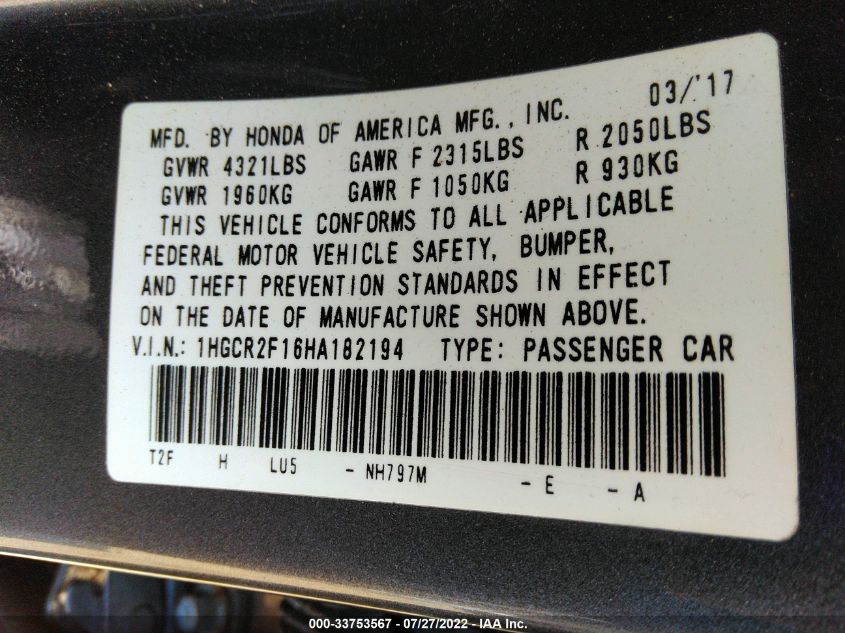 03/'17
MFD. BY HONDA OF AMERICA MFG., INC.
GVWR 4321LBS GAWR F 2315LBS R 2050LBS
GVWR 1960KG GAWR F 1050KG R 930KG
THIS VEHICLE CONFORMS TO ALL APPLICABLE
FEDERAL MOTOR VEHICLE SAFETY, BUMPER,
AND THEFT PREVENTION STANDARDS IN EFFECT
ON THE DATE OF MANUFACTURE SHOWN ABOVE.
V.I.N.: 1HGCR2F16HA182194 TYPE: PASSENGER CAR
T2F H LU5 - NH797M - E - A
000-33753567 - 07/27/2022 - IAA Inc.